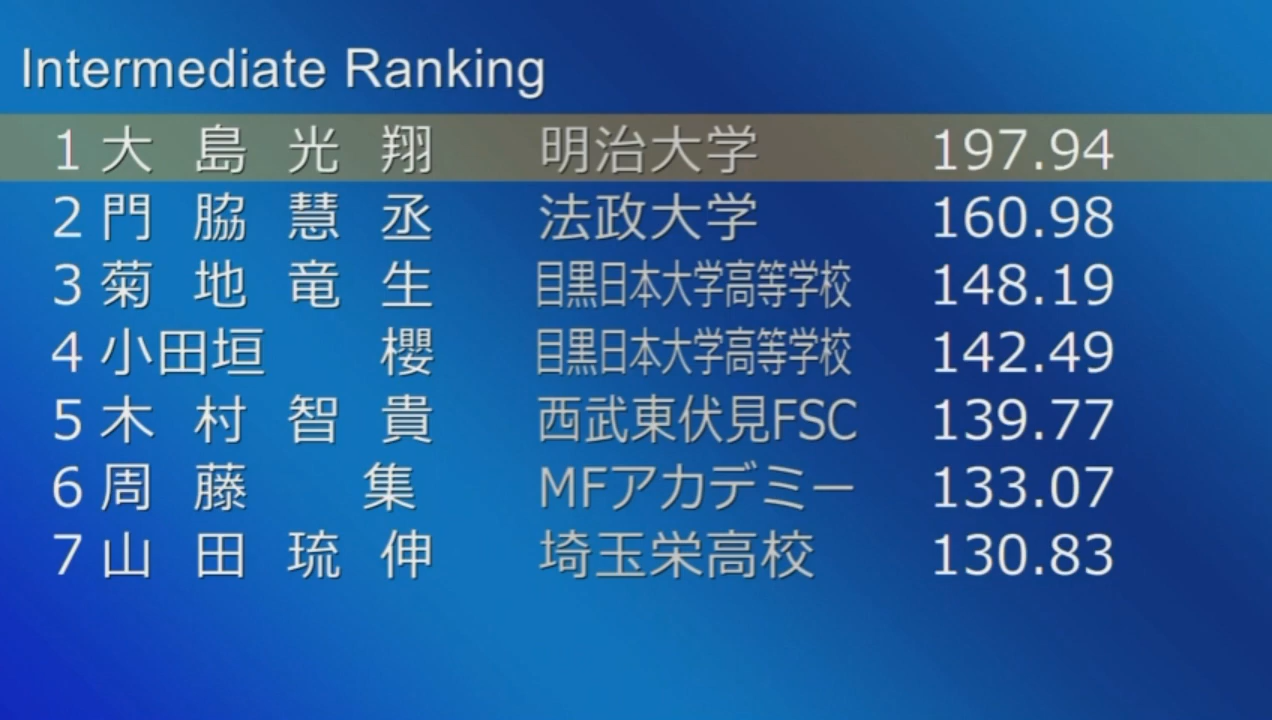 Intermediate Ranking
1 大島光翔 明治大学 197.94
2 門脇慧丞 法政大学 160.98
3 菊地竜生 目黒日本大学高等学校 148.19
4 小田垣櫻 目黒日本大学高等学校 142.49
5 木村智貴 西武東伏見FSC 139.77
6 周藤集 MFアカデミー 133.07
7 山田琉伸 埼玉栄高校 130.83